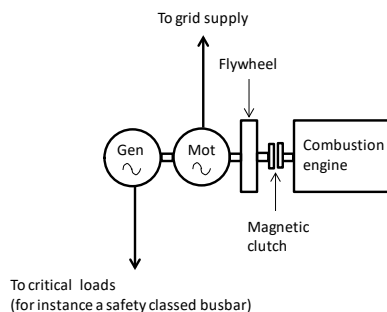 To grid supply
Flywheel
Gen
Mot
Combustion
engine
Magnetic
clutch
To critical loads
(for instance a safety classed busbar)